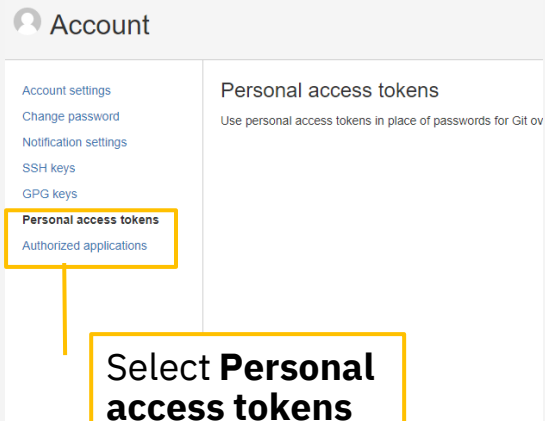 Account
Account settings
Change password
Notification settings
SSH keys
GPG keys
Personal access tokens
Authorized applications
Personal access tokens
Use personal access tokens in place of passwords for Git ov
Select Personal
access tokens